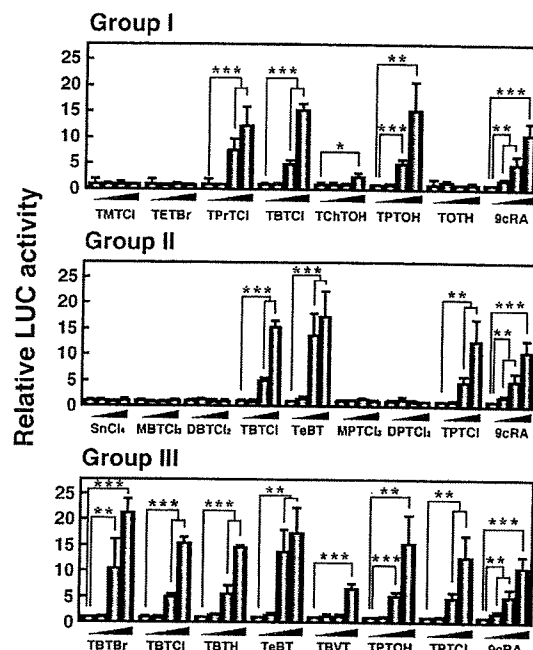 Group I
Relative LUC activity
25
20
15
10
5
0
*** *** * ** *** *** **
TMTCl TETBr TPrTCl TBTCl TChTOH TPTOH TOTH 9cRA
Group II
25
20
15
10
5
0
*** *** ** *** **
SnCl₄ MBTCl₃ DBTCl₂ TBTCl TeBT MPTCl₃ DPTCl₂ TPTCl 9cRA
Group III
25
20
15
10
5
0
*** ** *** *** ** *** ** *** ** *** **
TBTBr TBTCl TBTH TeBT TBVT TPTOH TPTCl 9cRA